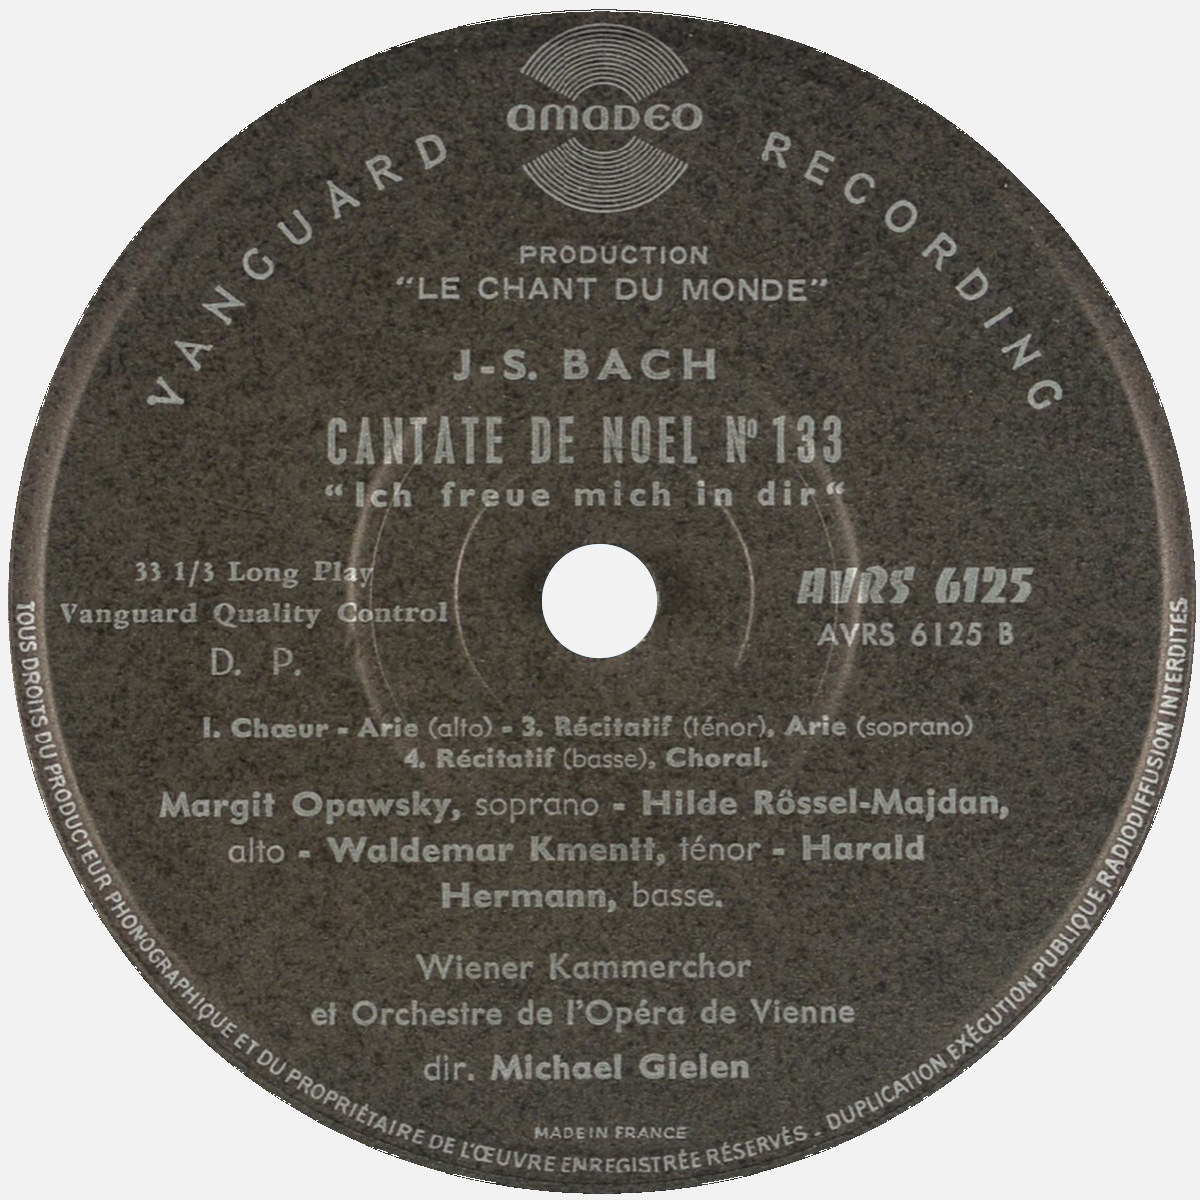 amadeo
VANGUARD RECORDING
PRODUCTION
"LE CHANT DU MONDE"
J-S. BACH
CANTATE DE NOEL Nº 133
"Ich freue mich in dir"
33 1/3 Long Play
Vanguard Quality Control
D. P.
AVRS 6125
AVRS 6125 B
1. Chœur - Arie (alto) - 3. Récitatif (ténor), Arie (soprano)
4. Récitatif (basse), Choral.
Margit Opawsky, soprano - Hilde Rössel-Majdan,
alto - Waldemar Kmentt, ténor - Harald
Hermann, basse.
Wiener Kammerchor
et Orchestre de l'Opéra de Vienne
dir. Michael Gielen
MADE IN FRANCE
TOUS DROITS DU PRODUCTEUR PHONOGRAPHIQUE ET DU PROPRIÉTAIRE DE L'ŒUVRE ENREGISTRÉE RÉSERVÉS - DUPLICATION EXÉCUTION PUBLIQUE, RADIODIFFUSION INTERDITES